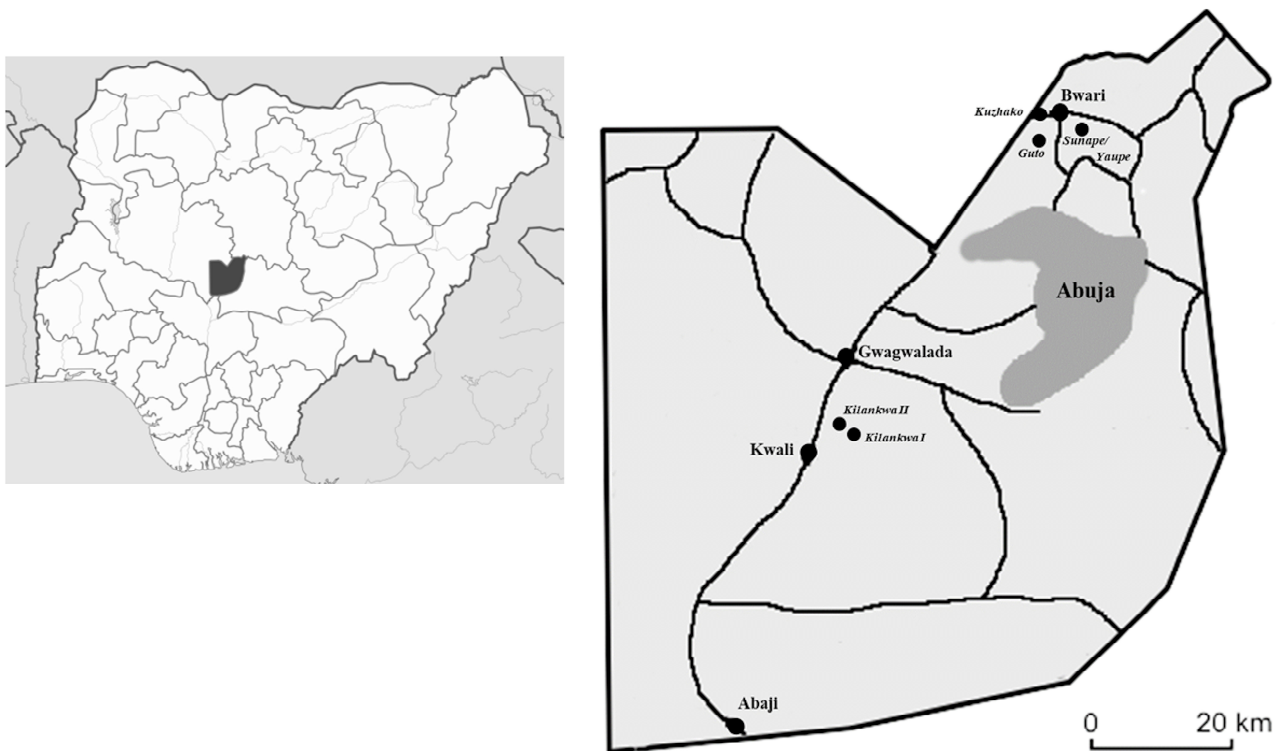 Bwari
Kuzhako
Sunape/
Yaupe
Guto
Abuja
Gwagwalada
Kilankwa II
Kilankwa I
Kwali
Abaji
0 20 km